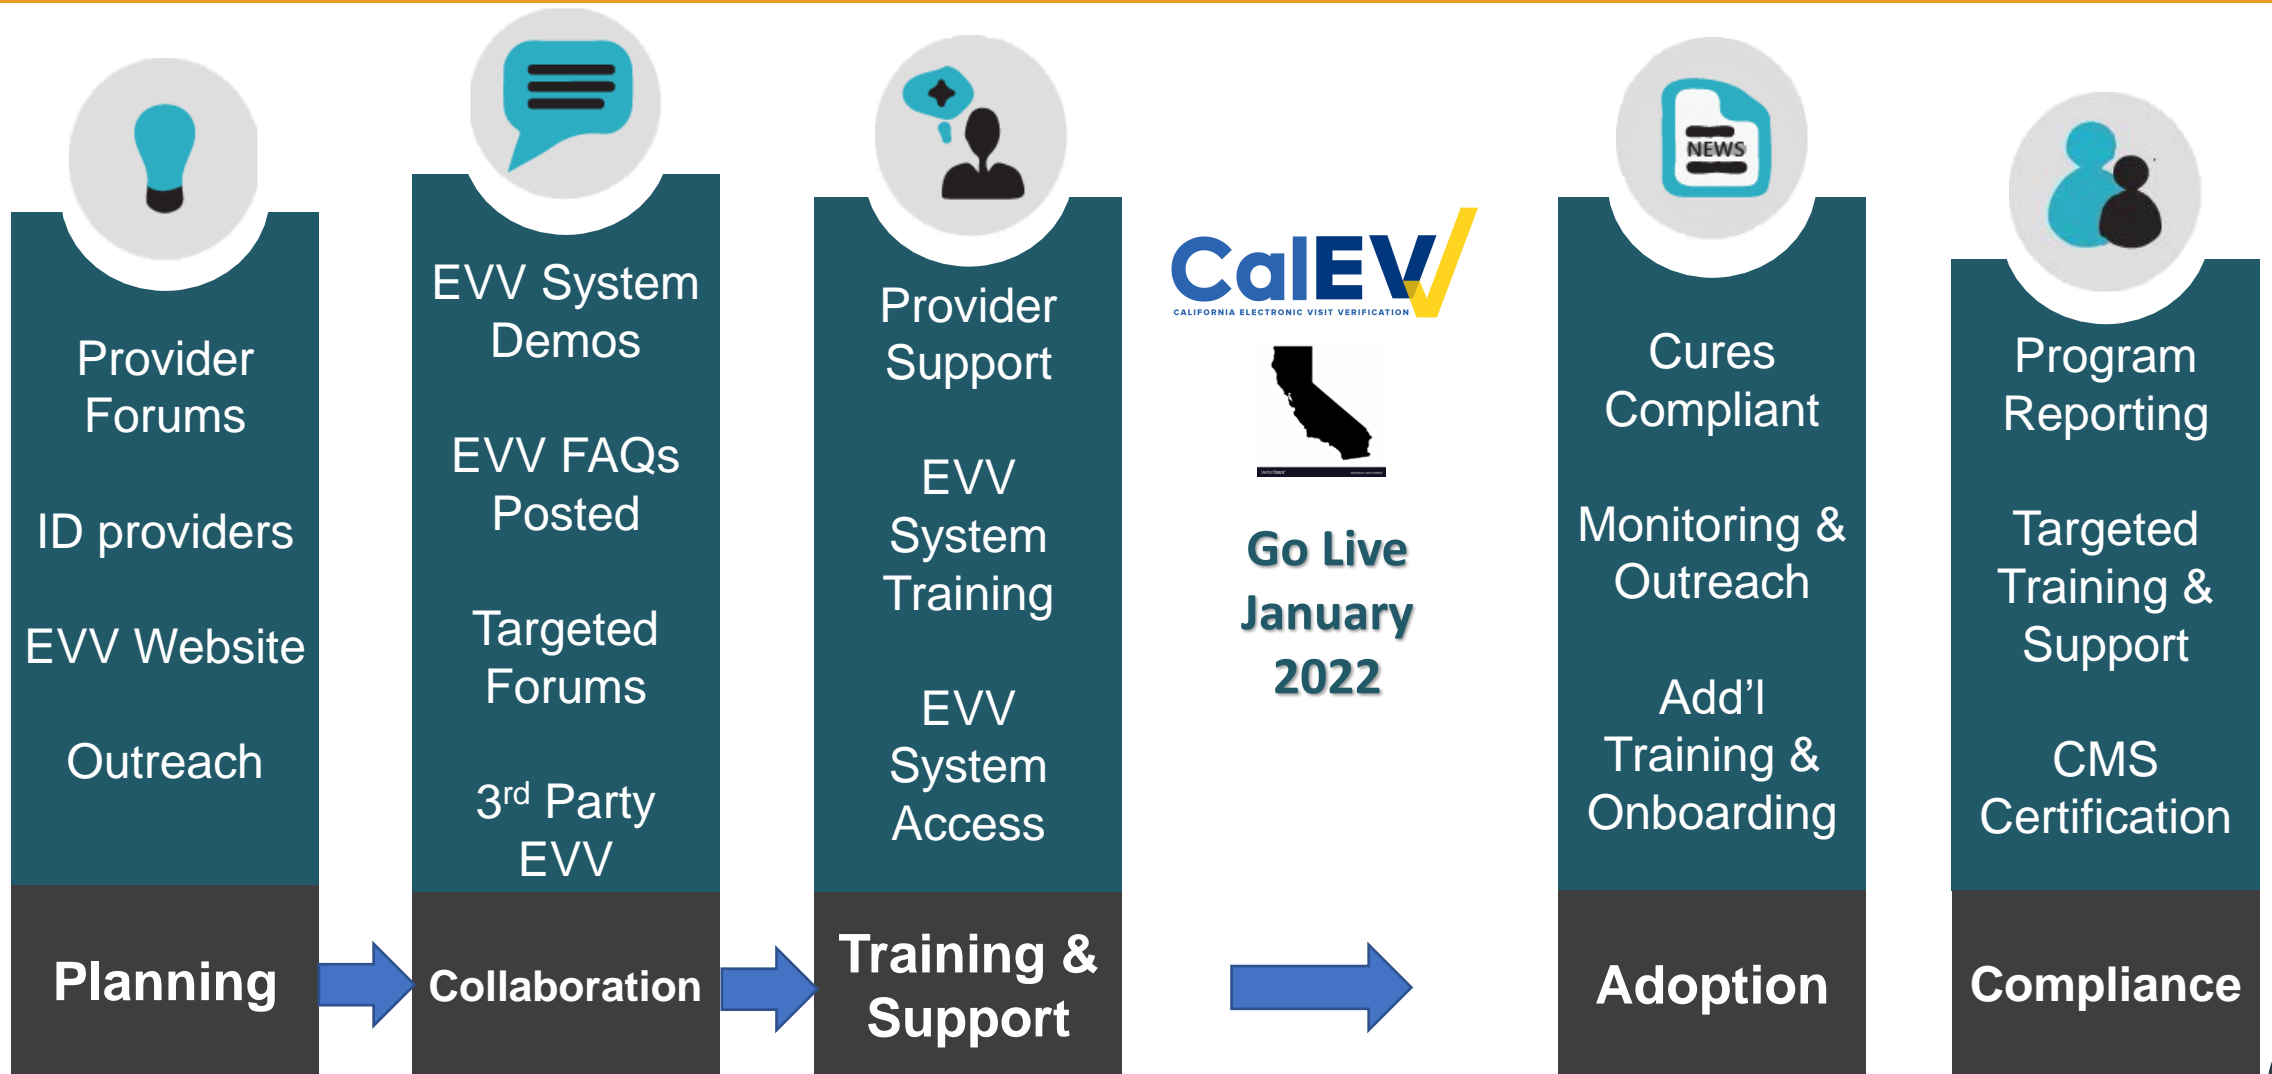 Provider
Forums
ID providers
EVV Website
Outreach
Planning
EVV System
Demos
EVV FAQs
Posted
Targeted
Forums
3rd Party
EVV
Collaboration
Provider
Support
EVV
System
Training
EVV
System
Access
Training &
Support
CalEVV
CALIFORNIA ELECTRONIC VISIT VERIFICATION
Go Live
January
2022
NEWS
Cures
Compliant
Monitoring &
Outreach
Add’l
Training &
Onboarding
Adoption
Program
Reporting
Targeted
Training &
Support
CMS
Certification
Compliance